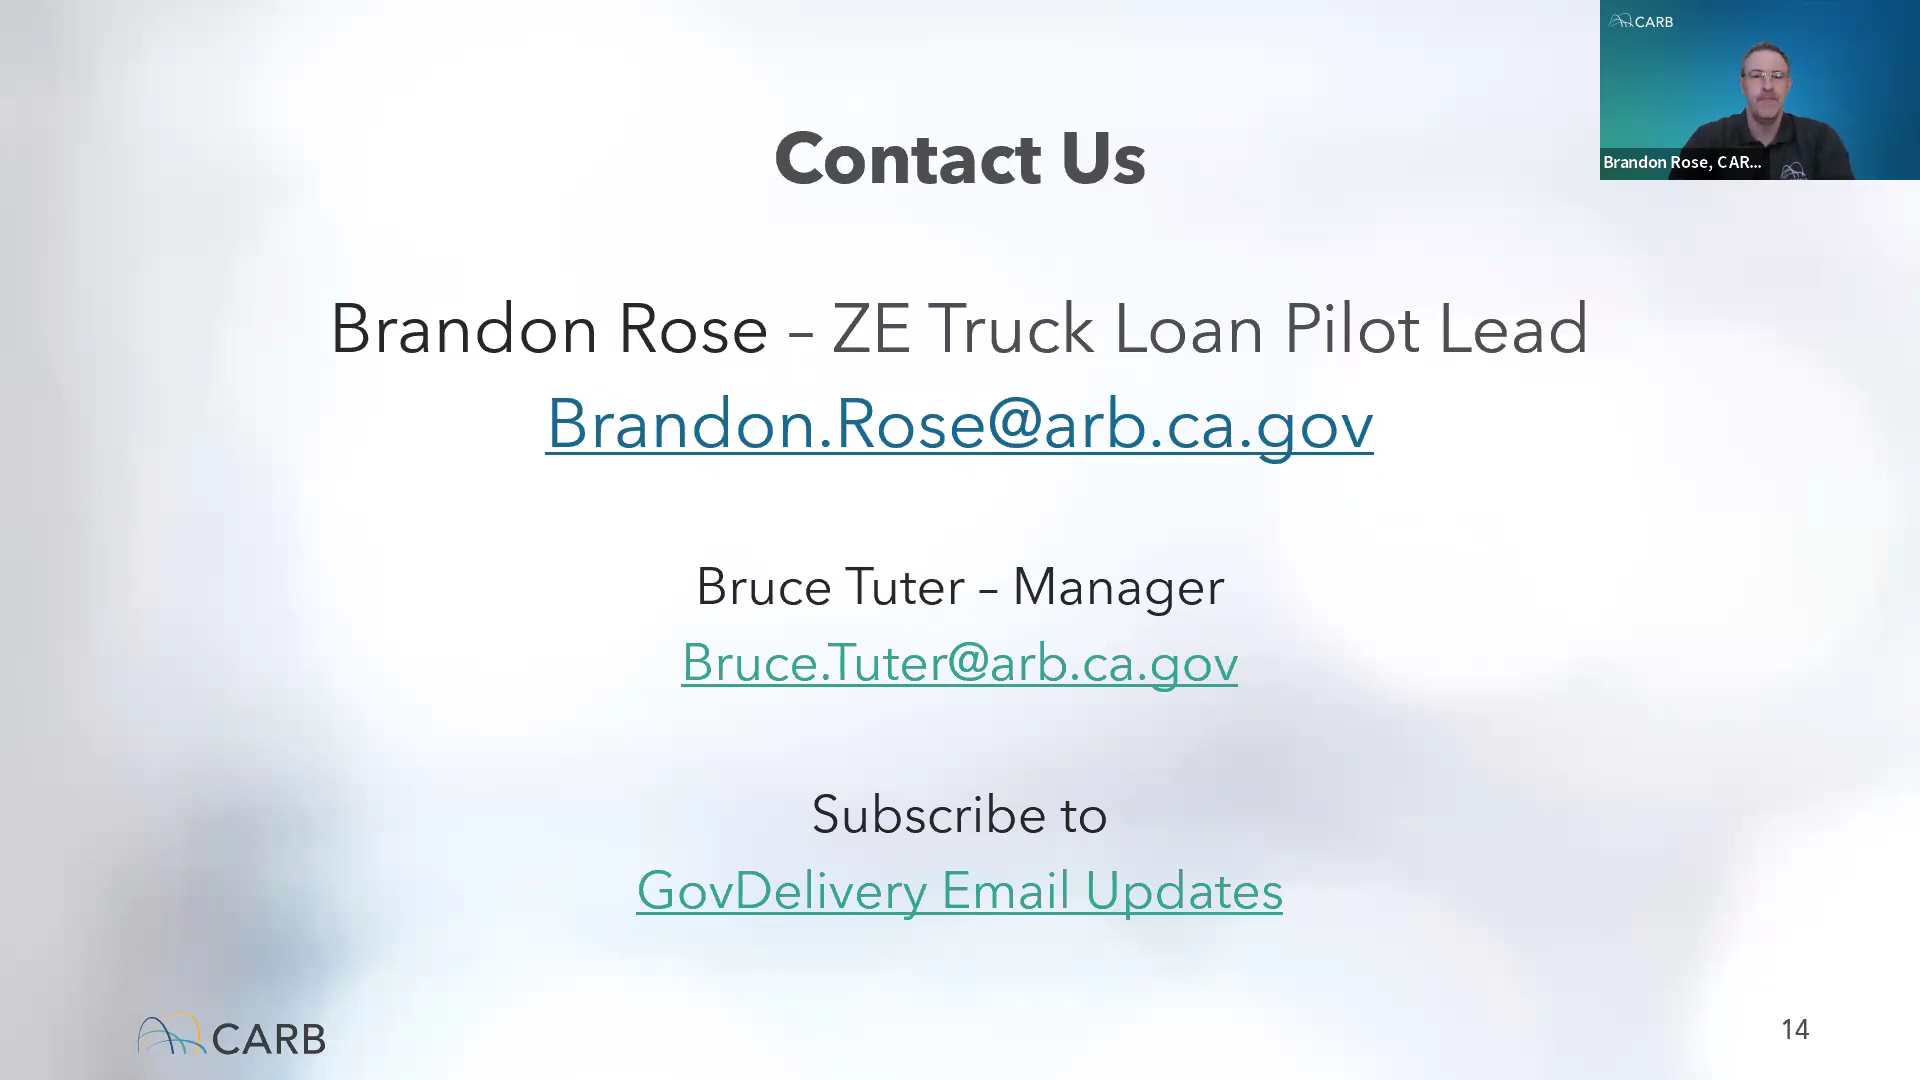 CARB
Brandon Rose, CAR...
Contact Us
Brandon Rose – ZE Truck Loan Pilot Lead
Brandon.Rose@arb.ca.gov
Bruce Tuter – Manager
Bruce.Tuter@arb.ca.gov
Subscribe to
GovDelivery Email Updates
CARB
14